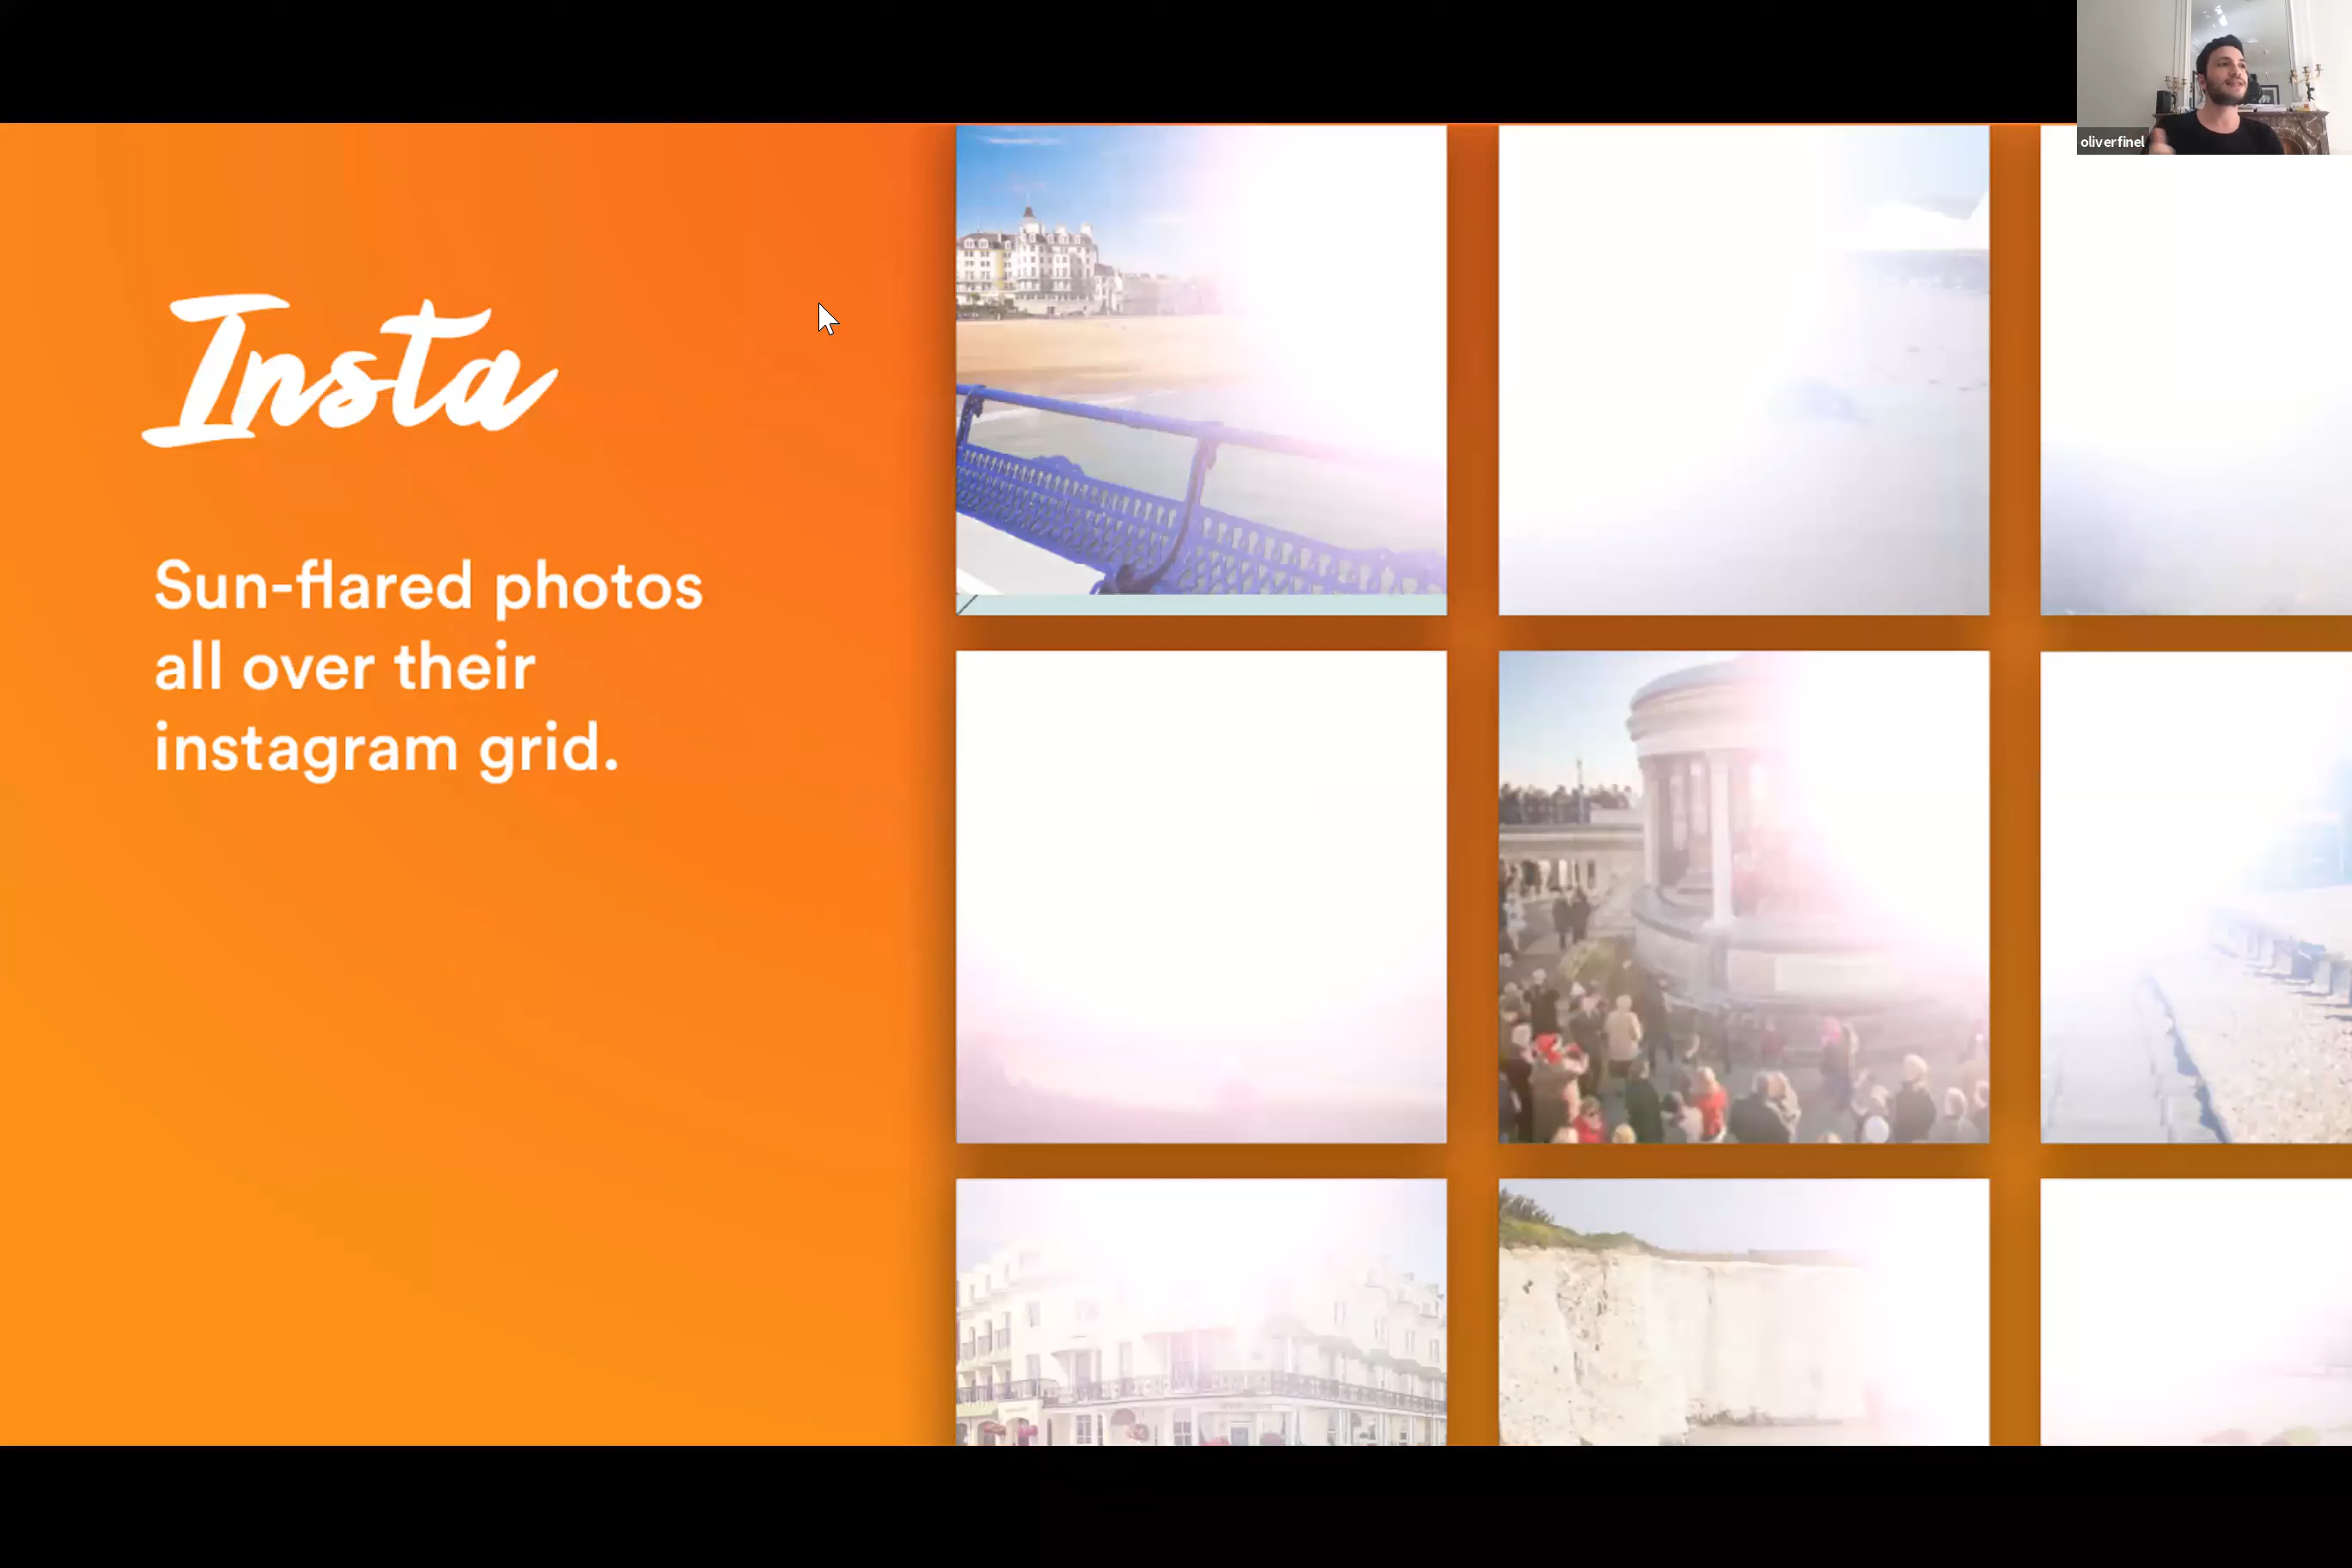 oliverfinel
Insta
Sun-flared photos
all over their
instagram grid.